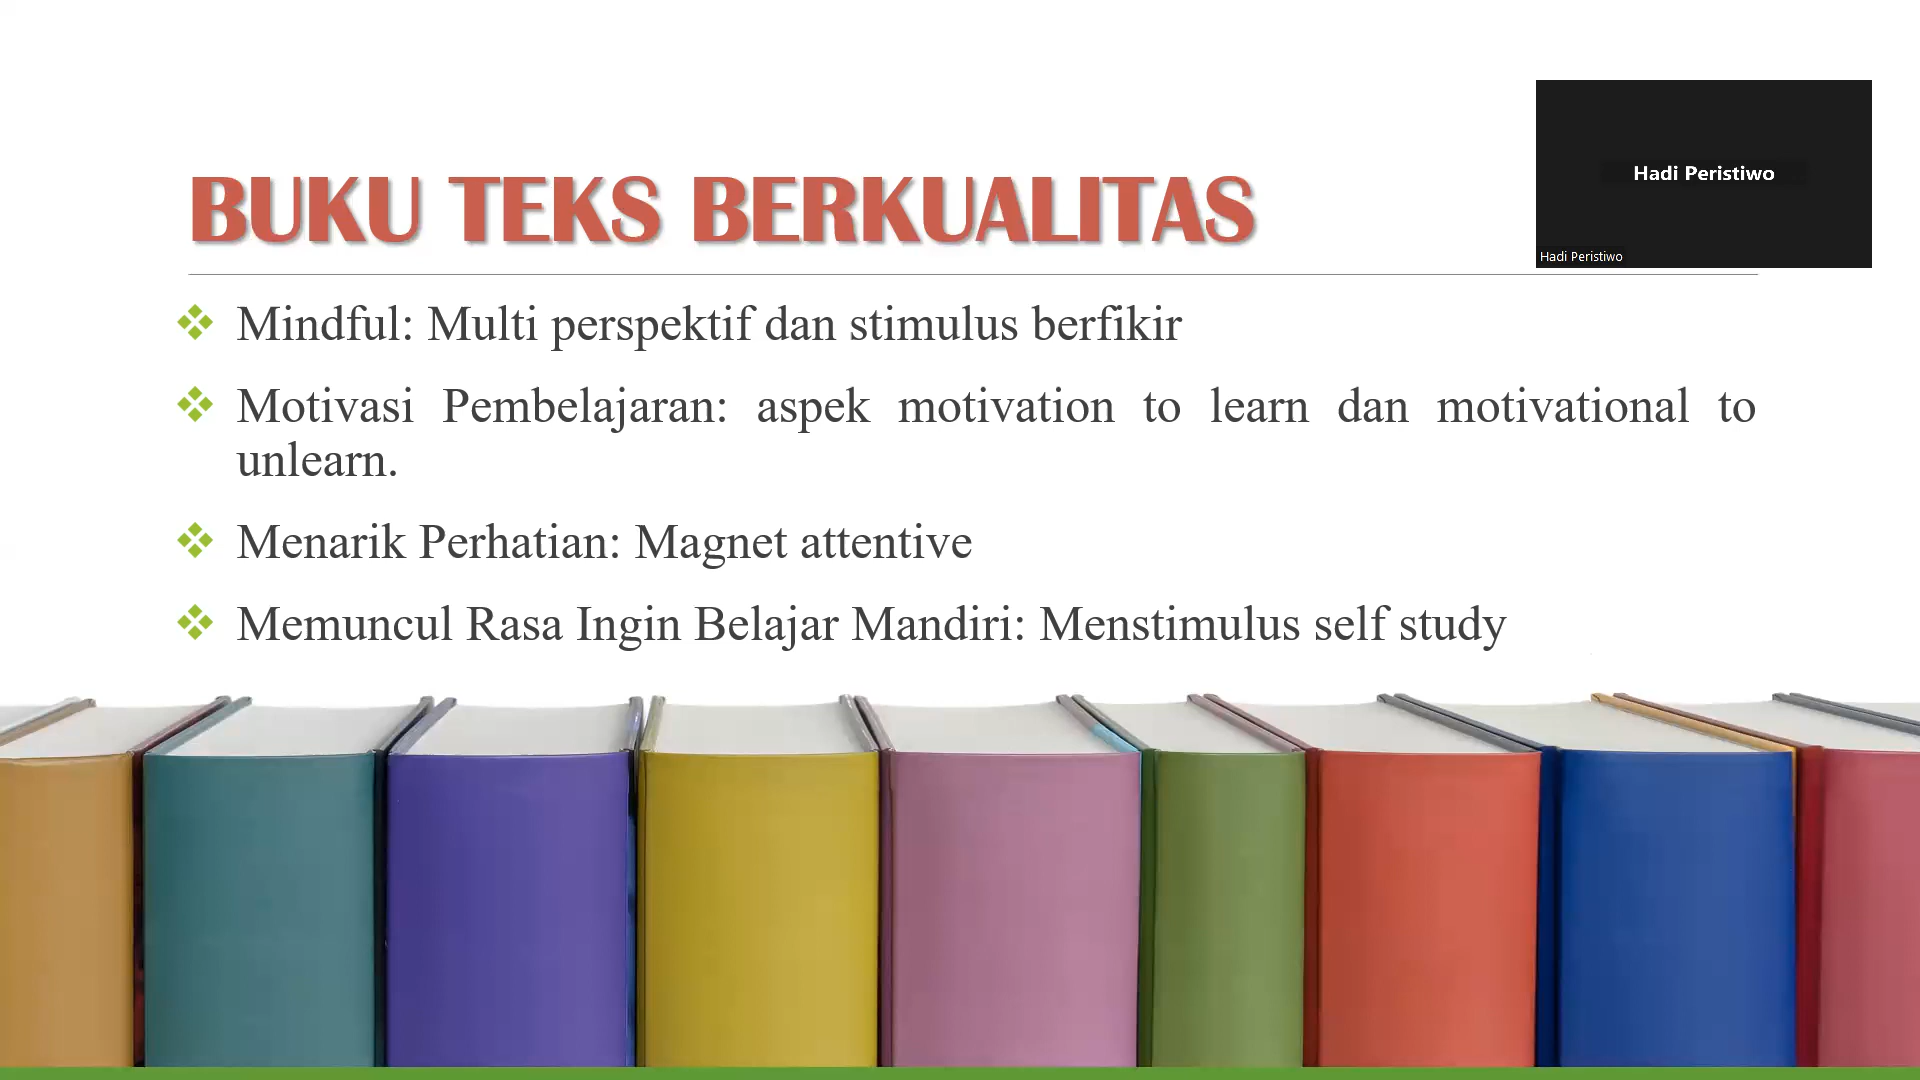 BUKU TEKS BERKUALITAS
Hadi Peristiwo
Hadi Peristiwo
Mindful: Multi perspektif dan stimulus berfikir
Motivasi Pembelajaran: aspek motivation to learn dan motivational to
unlearn.
Menarik Perhatian: Magnet attentive
Memuncul Rasa Ingin Belajar Mandiri: Menstimulus self study